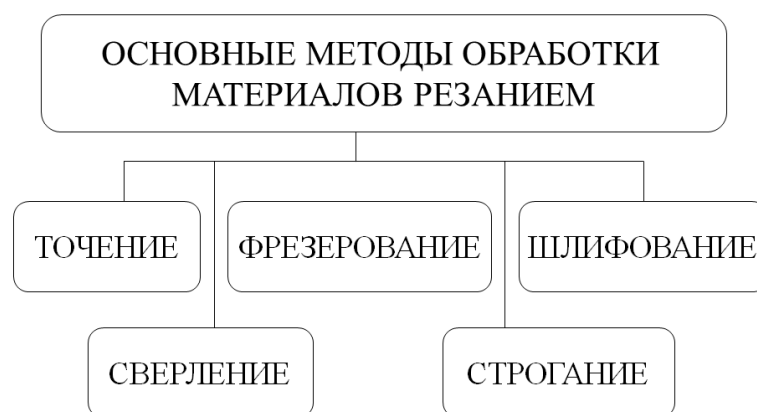 ОСНОВНЫЕ МЕТОДЫ ОБРАБОТКИ
МАТЕРИАЛОВ РЕЗАНИЕМ
ТОЧЕНИЕ
ФРЕЗЕРОВАНИЕ
ШЛИФОВАНИЕ
СВЕРЛЕНИЕ
СТРОГАНИЕ